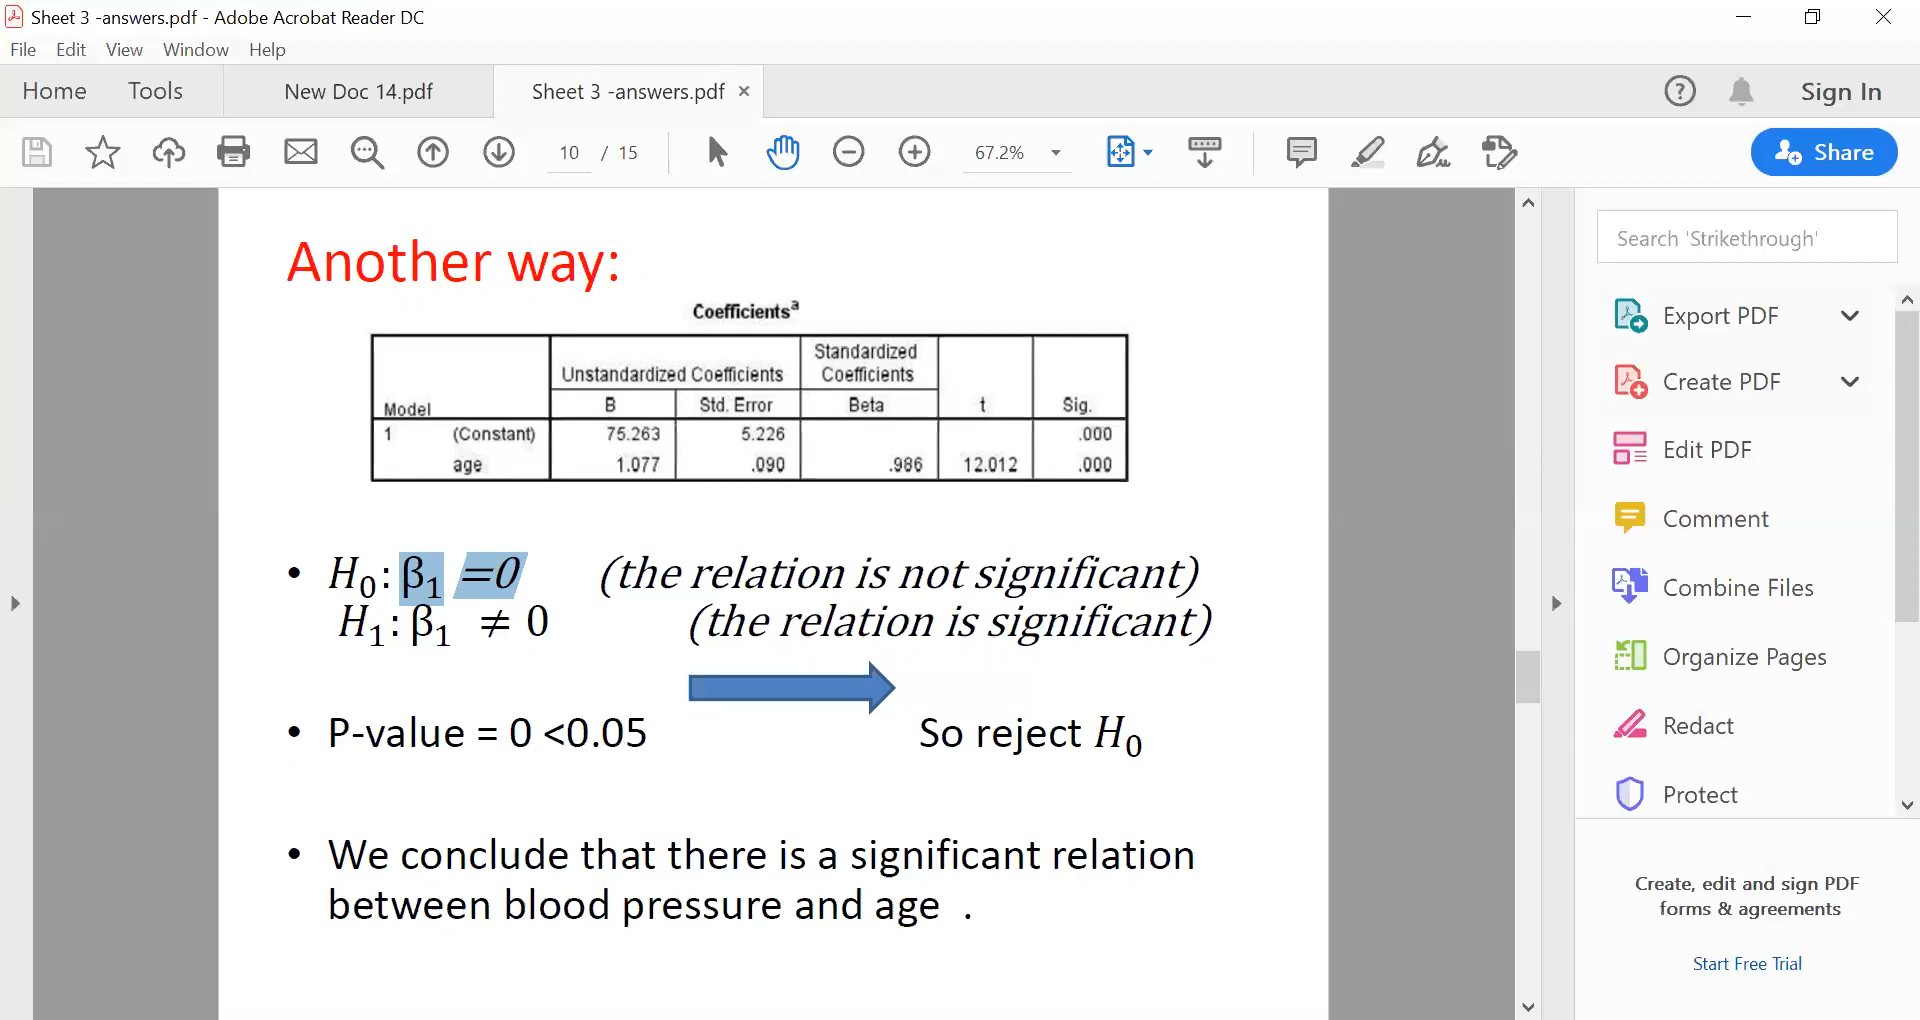 Sheet 3 -answers.pdf - Adobe Acrobat Reader DC
File Edit View Window Help
Home Tools New Doc 14.pdf Sheet 3 -answers.pdf × Sign In
10 / 15 67.2% Share
Another way:
Coefficientsᵃ
Model Unstandardized Coefficients Standardized Coefficients t Sig.
B Std. Error Beta
1 (Constant) 75.263 5.226 .000
age 1.077 .090 .986 12.012 .000
• H₀: β₁ =0 (the relation is not significant)
H₁: β₁ ≠ 0 (the relation is significant)
• P-value = 0 <0.05 So reject H₀
• We conclude that there is a significant relation
between blood pressure and age .
Search 'Strikethrough'
Export PDF
Create PDF
Edit PDF
Comment
Combine Files
Organize Pages
Redact
Protect
Create, edit and sign PDF
forms & agreements
Start Free Trial